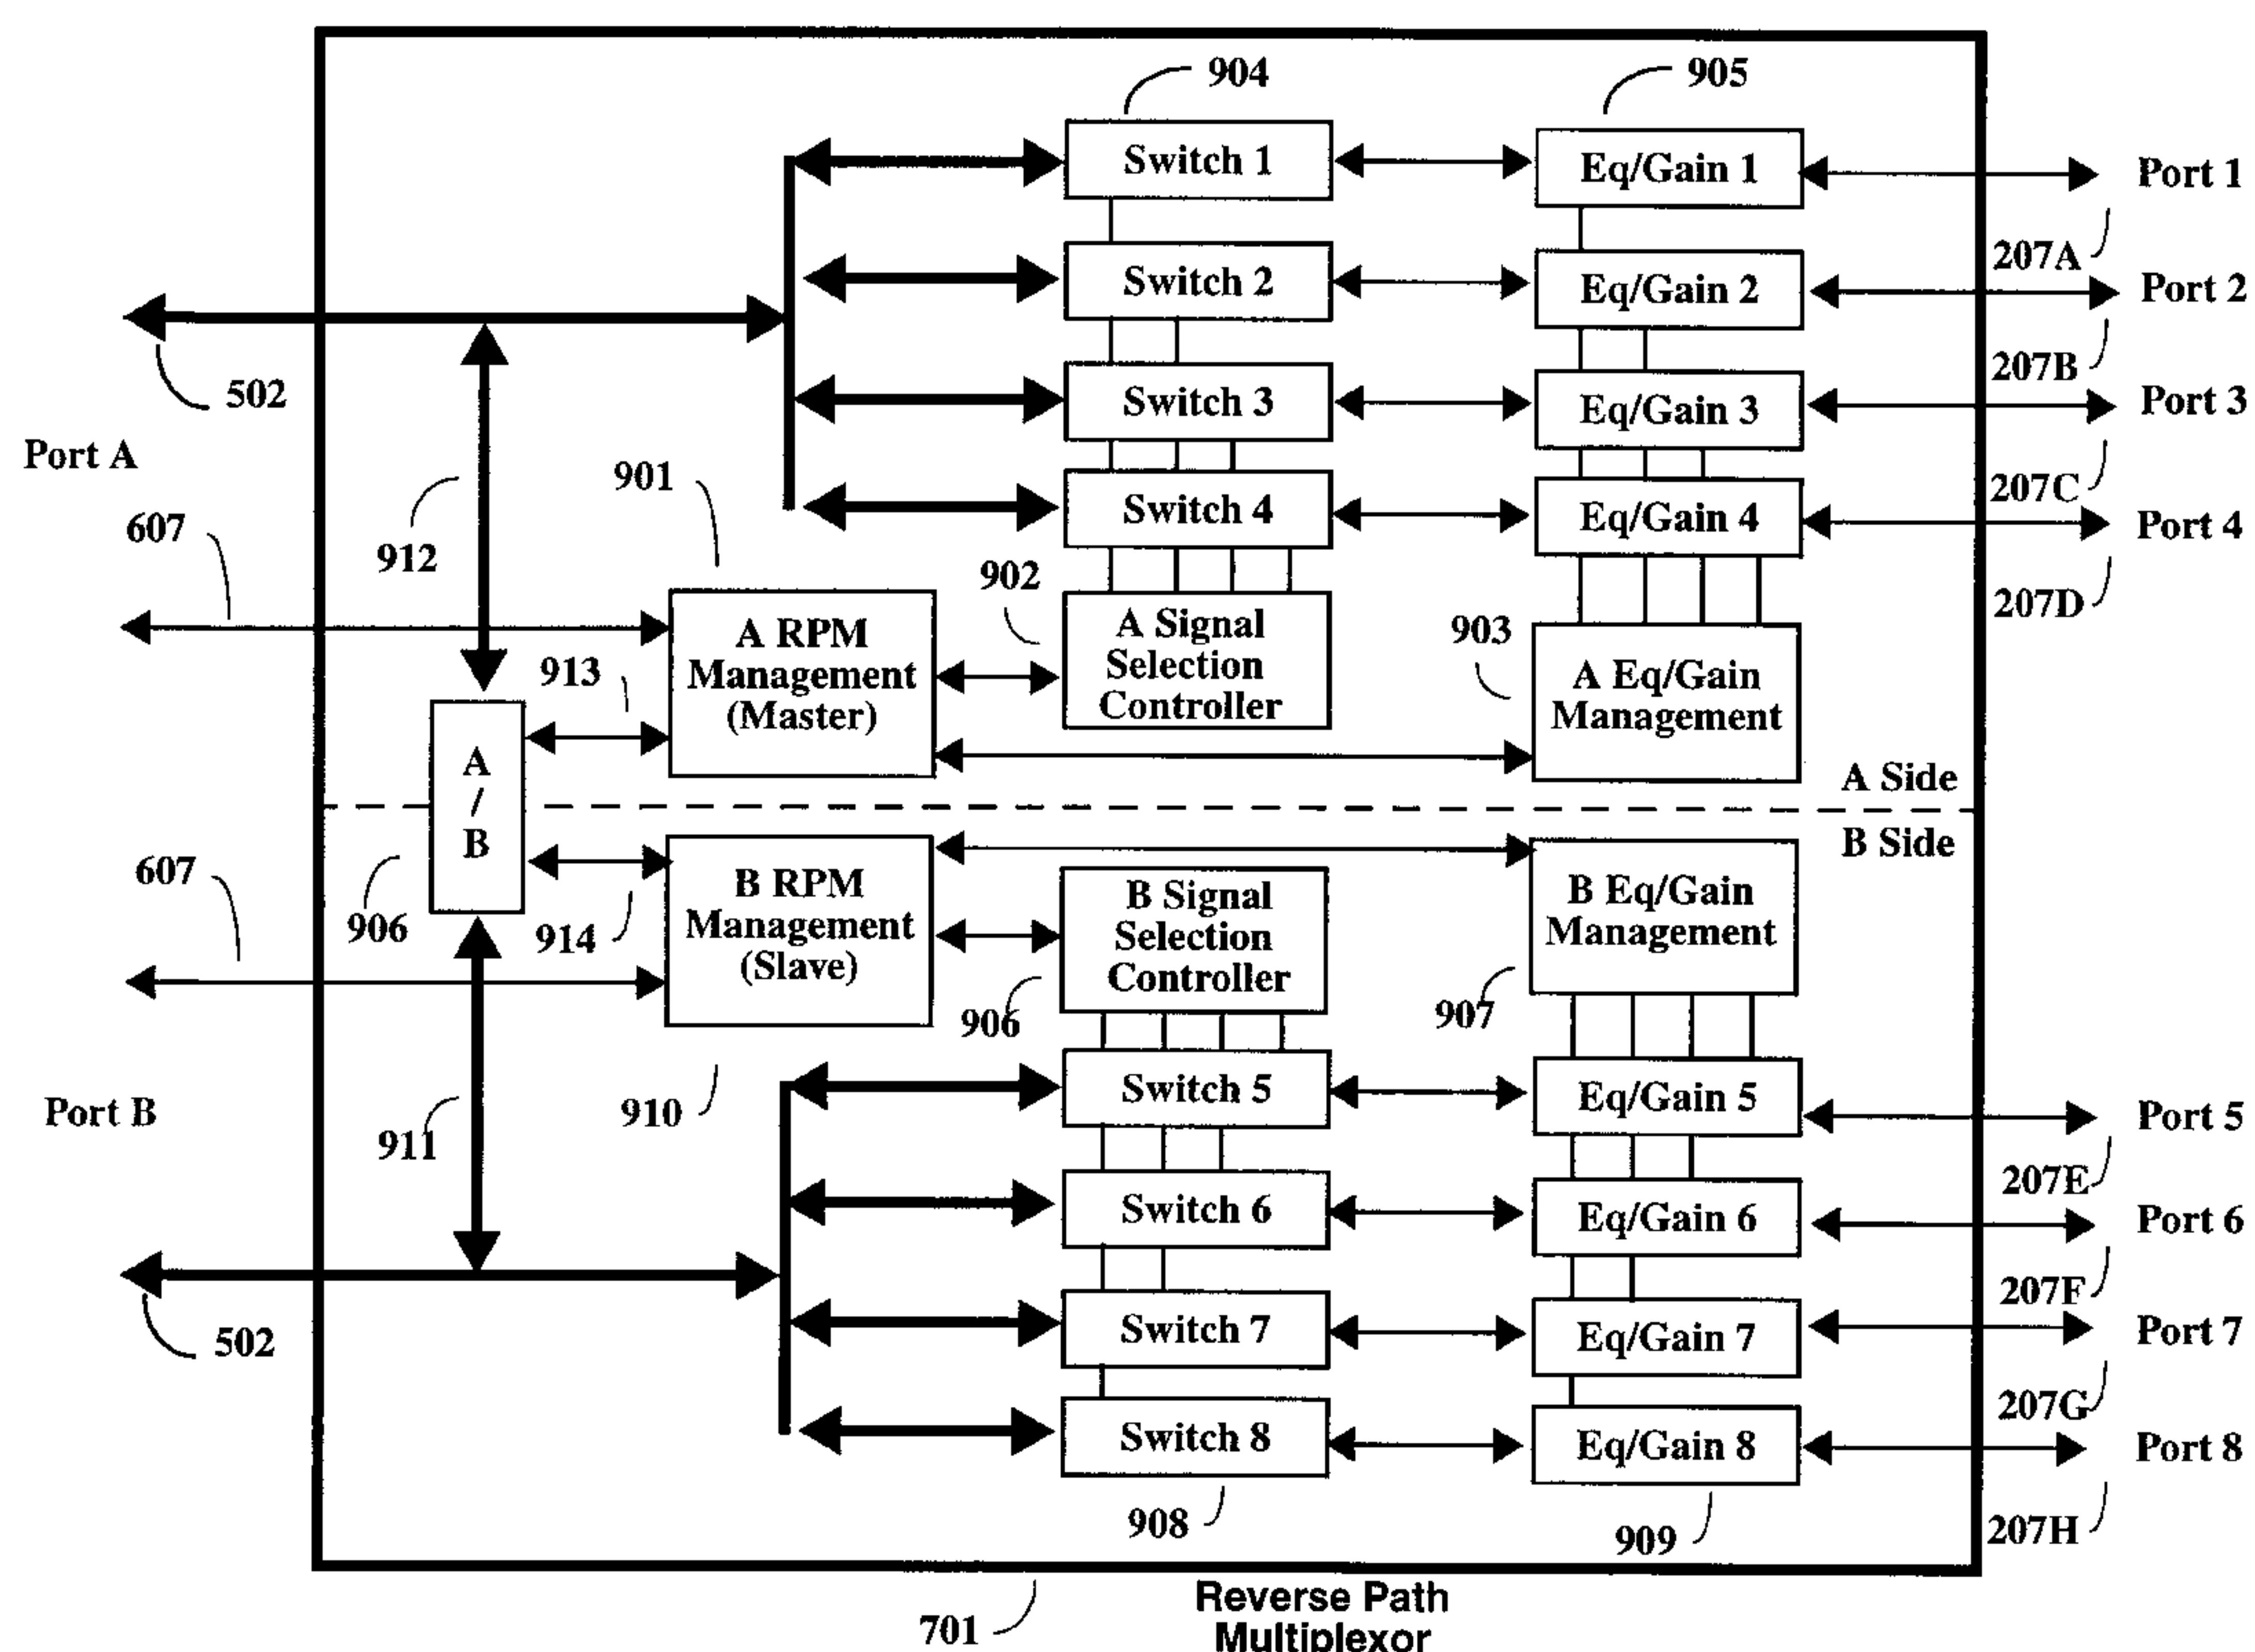 904
905
Switch 1
Eq/Gain 1
Port 1
207A
Switch 2
Eq/Gain 2
Port 2
207B
502
Switch 3
Eq/Gain 3
Port 3
207C
Port A
901
Switch 4
Eq/Gain 4
Port 4
207D
607
912
902
903
A RPM
Management
(Master)
A Signal
Selection
Controller
A Eq/Gain
Management
913
A
/
B
A Side
B Side
607
906
914
B RPM
Management
(Slave)
B Signal
Selection
Controller
B Eq/Gain
Management
906
907
Port B
911
910
Switch 5
Eq/Gain 5
Port 5
207E
Switch 6
Eq/Gain 6
Port 6
207F
502
Switch 7
Eq/Gain 7
Port 7
207G
Switch 8
Eq/Gain 8
Port 8
207H
908
909
701
Reverse Path
Multiplexor